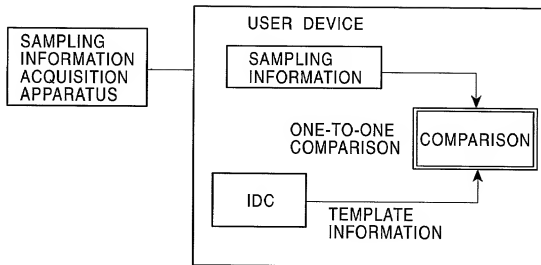 USER DEVICE
SAMPLING
INFORMATION
ACQUISITION
APPARATUS
SAMPLING
INFORMATION
ONE-TO-ONE
COMPARISON
COMPARISON
IDC
TEMPLATE
INFORMATION